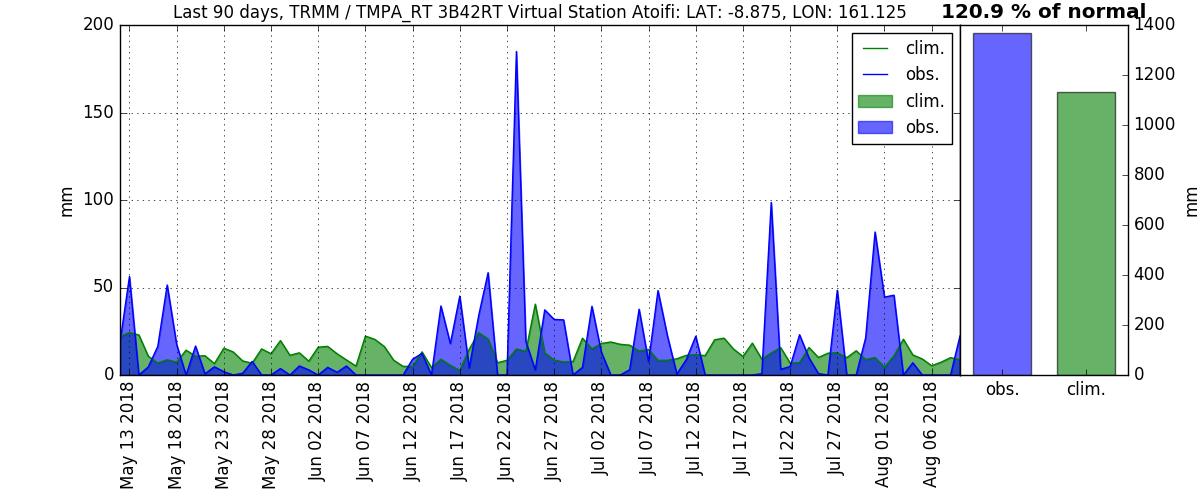 Last 90 days, TRMM / TMPA_RT 3B42RT Virtual Station Atoifi: LAT: -8.875, LON: 161.125
120.9 % of normal
200
150
100
50
0
mm
clim.
obs.
clim.
obs.
1400
1200
1000
800
600
400
200
0
mm
obs.
clim.
May 13 2018
May 18 2018
May 23 2018
May 28 2018
Jun 02 2018
Jun 07 2018
Jun 12 2018
Jun 17 2018
Jun 22 2018
Jun 27 2018
Jul 02 2018
Jul 07 2018
Jul 12 2018
Jul 17 2018
Jul 22 2018
Jul 27 2018
Aug 01 2018
Aug 06 2018